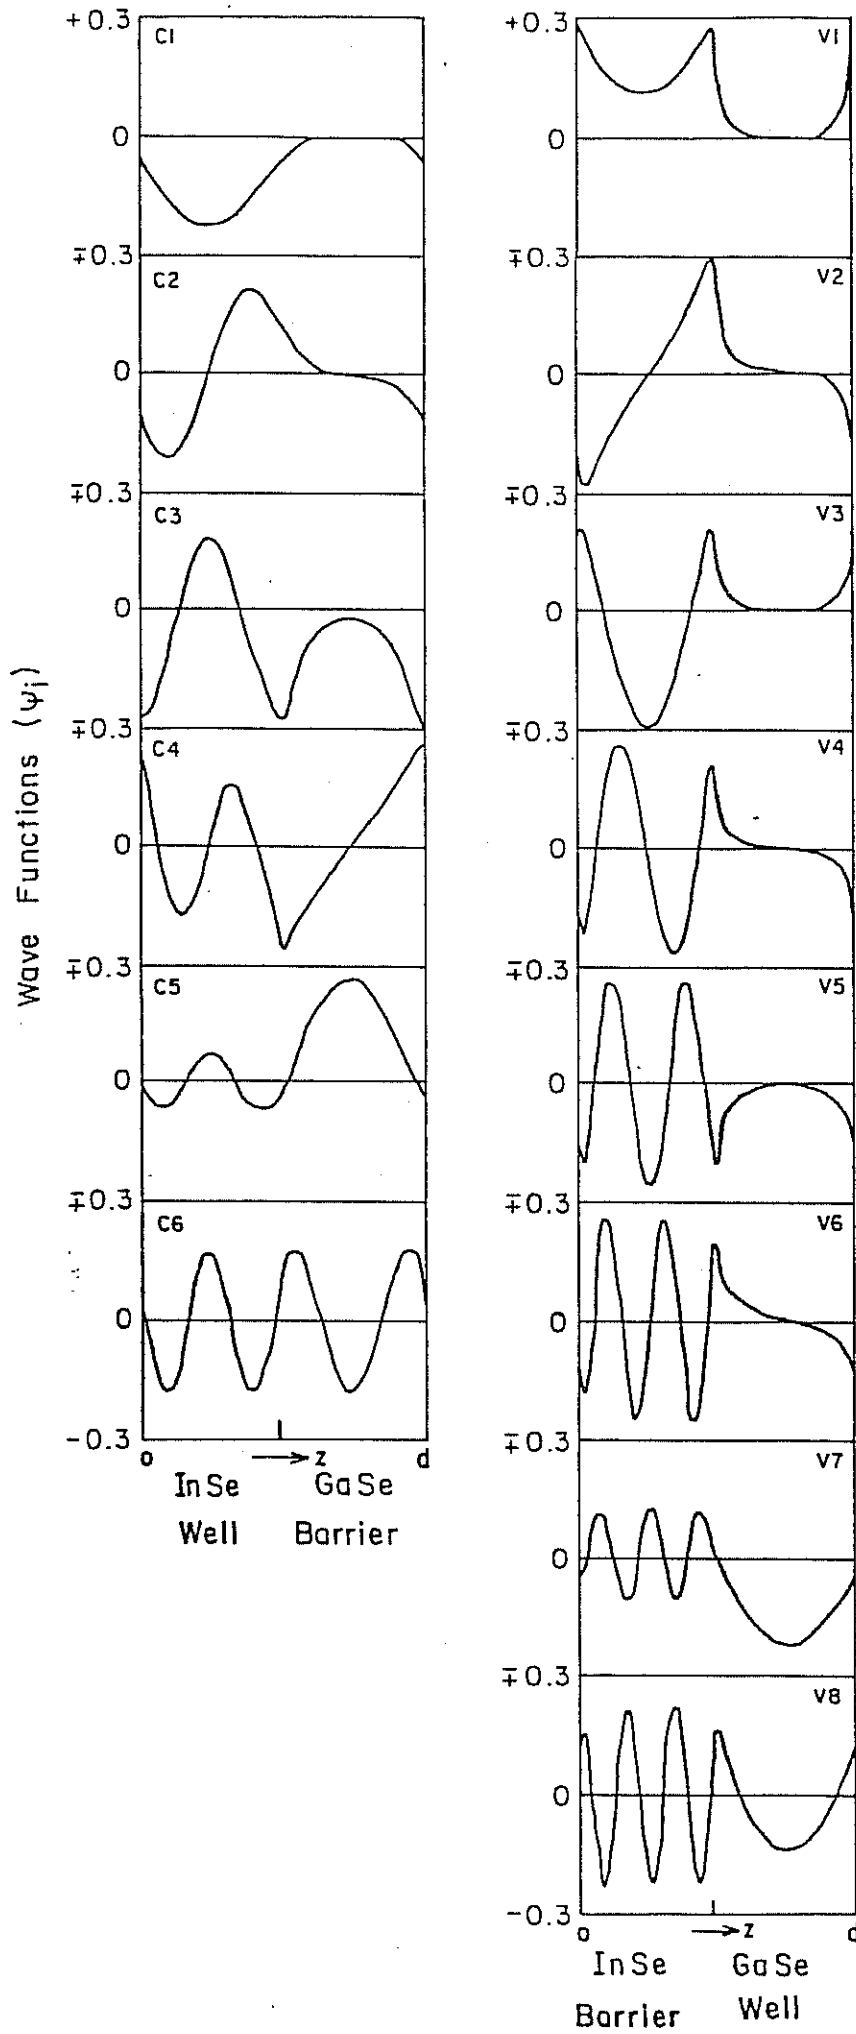 Wave Functions (ψi)
+0.3
C1
0
∓0.3
C2
0
∓0.3
C3
0
∓0.3
C4
0
∓0.3
C5
0
∓0.3
C6
0
-0.3
0 → z d
InSe GaSe
Well Barrier
+0.3
V1
0
∓0.3
V2
0
∓0.3
V3
0
∓0.3
V4
0
∓0.3
V5
0
∓0.3
V6
0
∓0.3
V7
0
∓0.3
V8
0
-0.3
0 → z d
InSe GaSe
Barrier Well